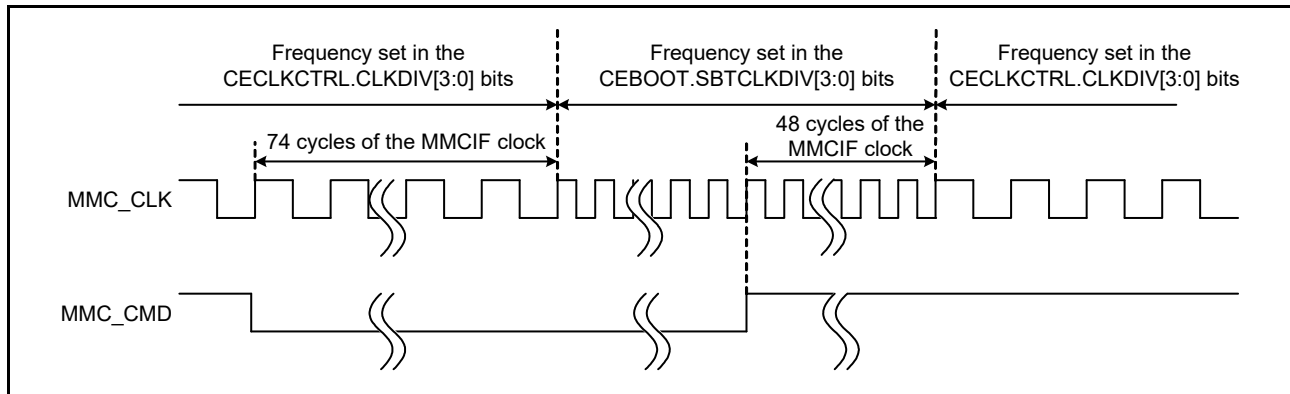 Frequency set in the
CECLKCTRL.CLKDIV[3:0] bits
Frequency set in the
CEBOOT.SBTCLKDIV[3:0] bits
Frequency set in the
CECLKCTRL.CLKDIV[3:0] bits
74 cycles of the MMCIF clock
48 cycles of the
MMCIF clock
MMC_CLK
MMC_CMD